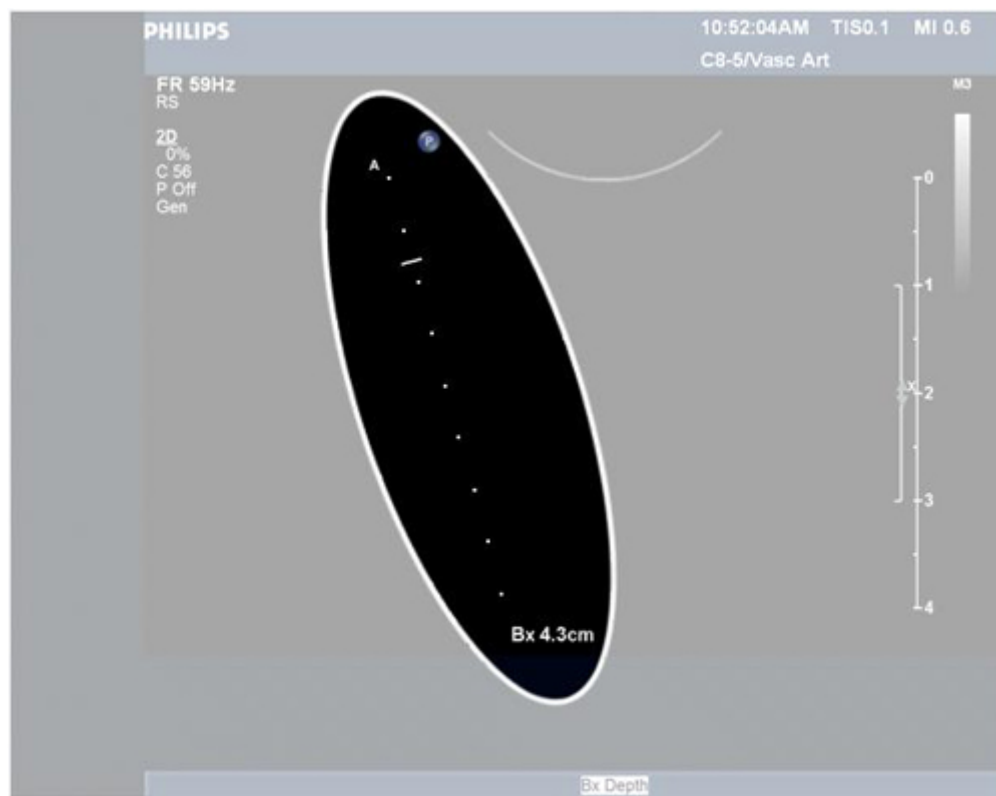 PHILIPS
10:52:04AM TIS0.1 MI 0.6
C8-5/Vasc Art
FR 59Hz
RS
M3
2D
0%
C 56
P Off
Gen
P
A
0
1
X
2
3
4
Bx 4.3cm
Bx Depth